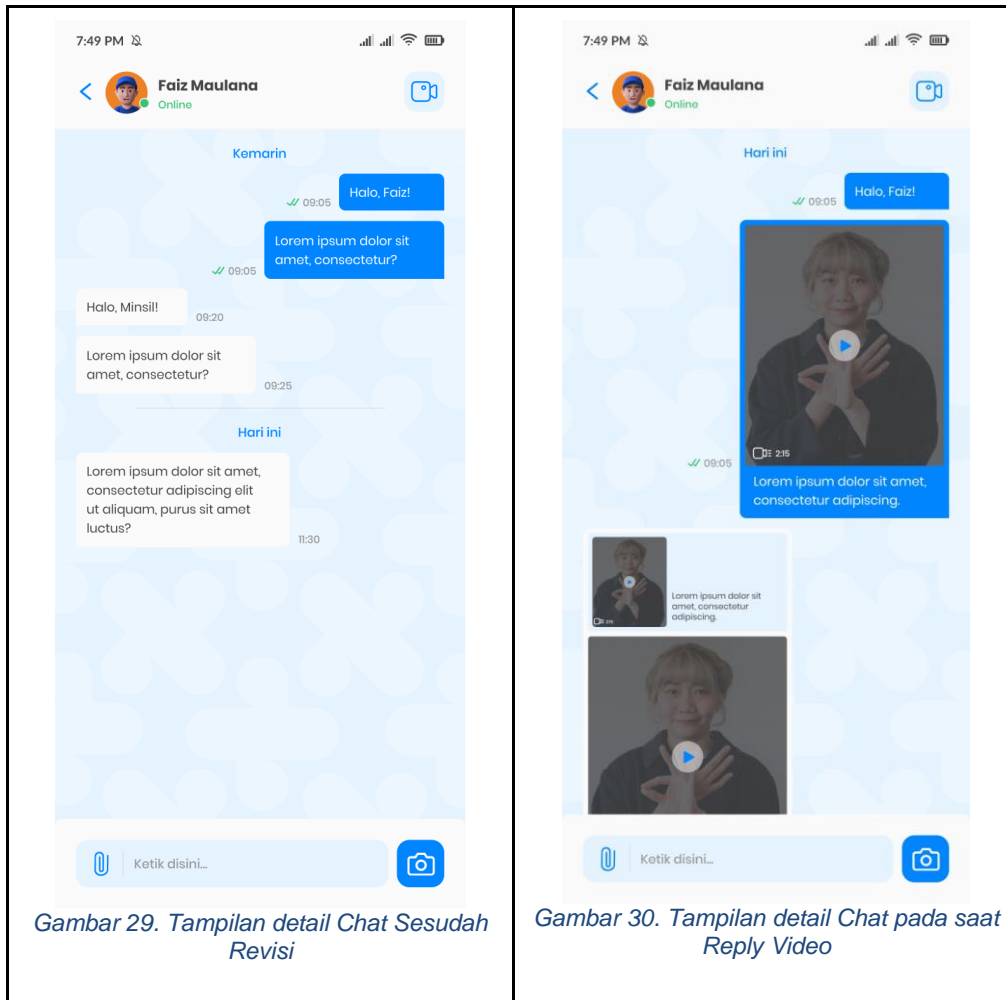 7:49 PM
Faiz Maulana
Online
Kemarin
Halo, Faiz!
09:05
Lorem ipsum dolor sit
amet, consectetur?
09:05
Halo, Minsil!
09:20
Lorem ipsum dolor sit
amet, consectetur?
09:25
Hari ini
Lorem ipsum dolor sit amet,
consectetur adipiscing elit
ut aliquam, purus sit amet
luctus?
11:30
Ketik disini...
Gambar 29. Tampilan detail Chat Sesudah
Revisi
7:49 PM
Faiz Maulana
Online
Hari ini
Halo, Faiz!
09:05
2:15
09:05
Lorem ipsum dolor sit amet,
consectetur adipiscing.
Lorem ipsum dolor sit
amet, consectetur
adipiscing.
Ketik disini...
Gambar 30. Tampilan detail Chat pada saat
Reply Video